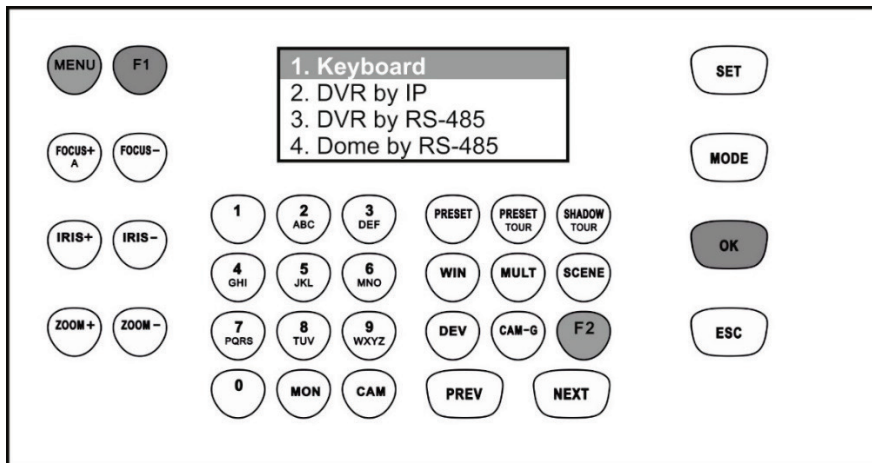 MENU F1
1. Keyboard
2. DVR by IP
3. DVR by RS-485
4. Dome by RS-485
SET
FOCUS+
A
FOCUS-
MODE
1
2
ABC
3
DEF
PRESET
PRESET
TOUR
SHADOW
TOUR
IRIS+ IRIS-
OK
4
GHI
5
JKL
6
MNO
WIN MULT SCENE
ZOOM+ ZOOM-
7
PQRS
8
TUV
9
WXYZ
DEV CAM-G F2
ESC
0 MON CAM PREV NEXT